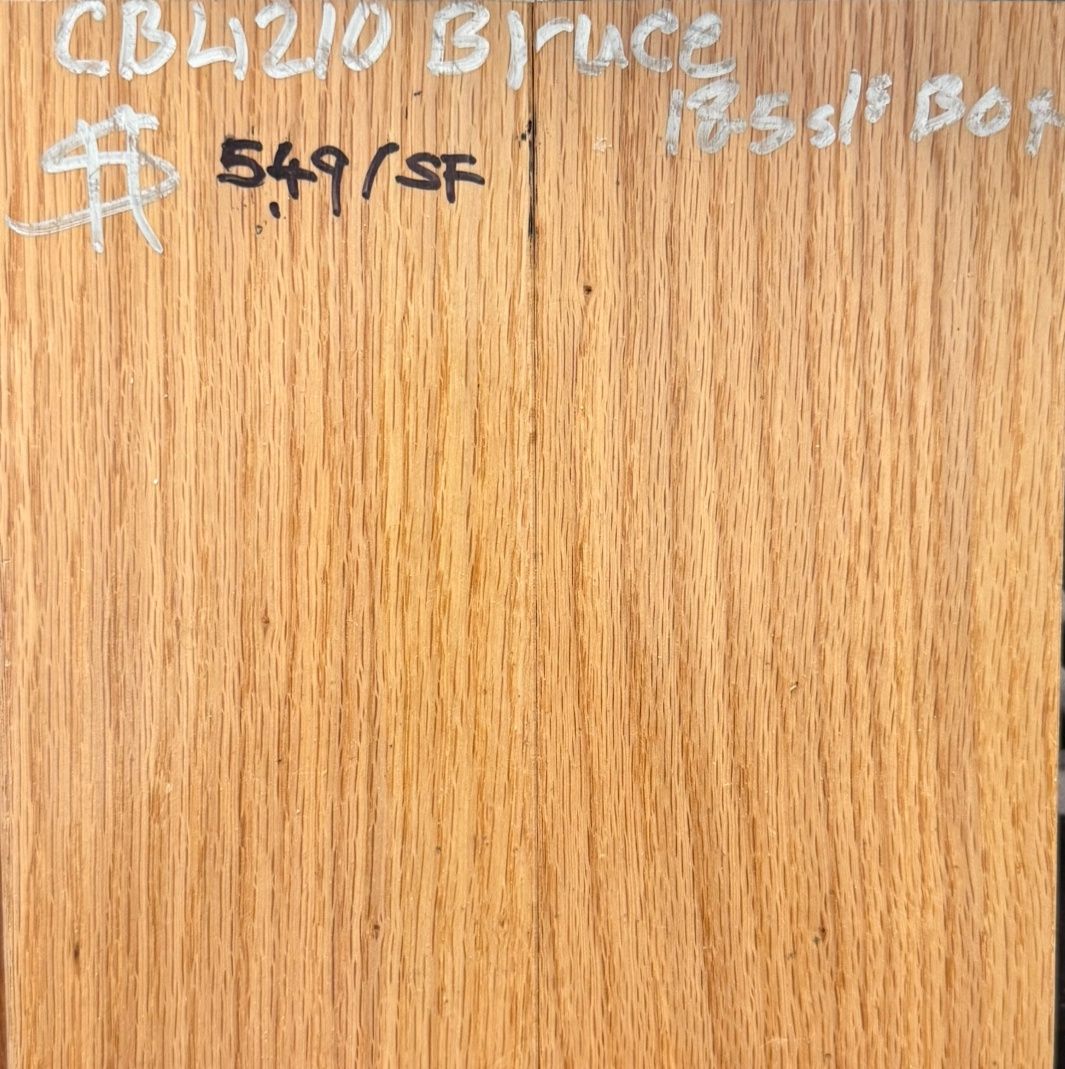 CB4210 Bruce
18.5 sf Box
$ 5.49/SF